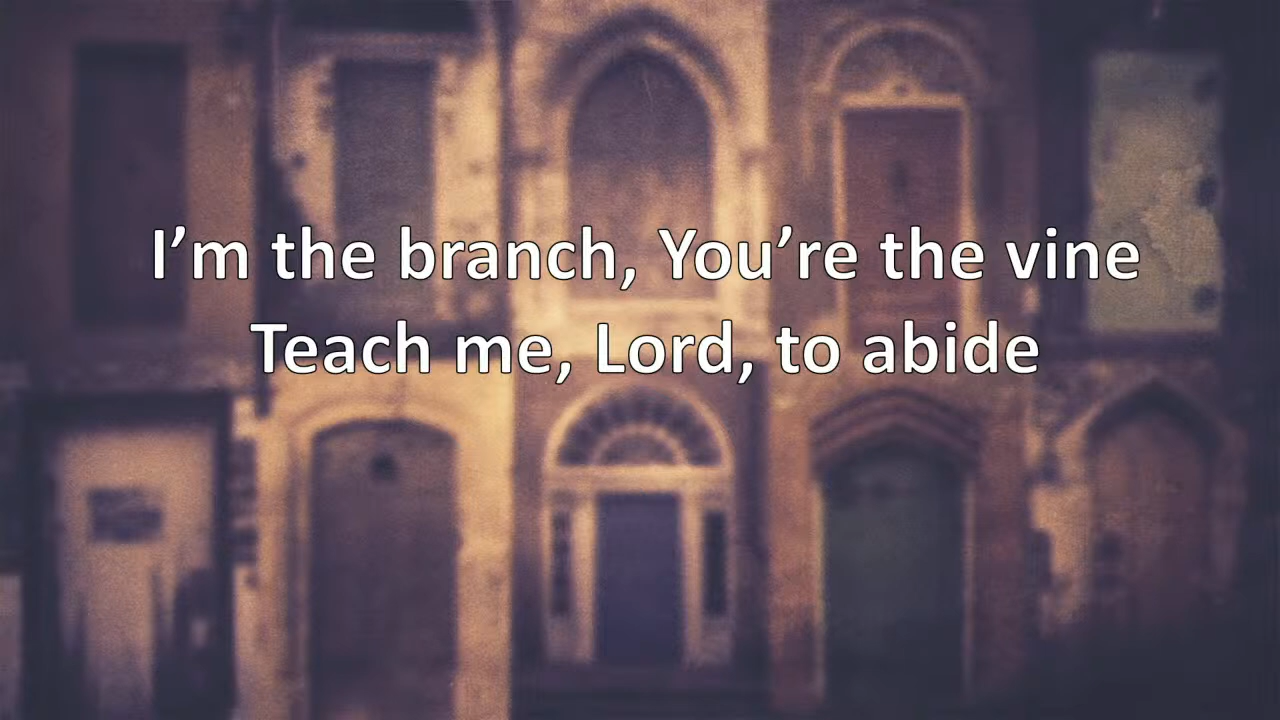 I’m the branch, You’re the vine
Teach me, Lord, to abide